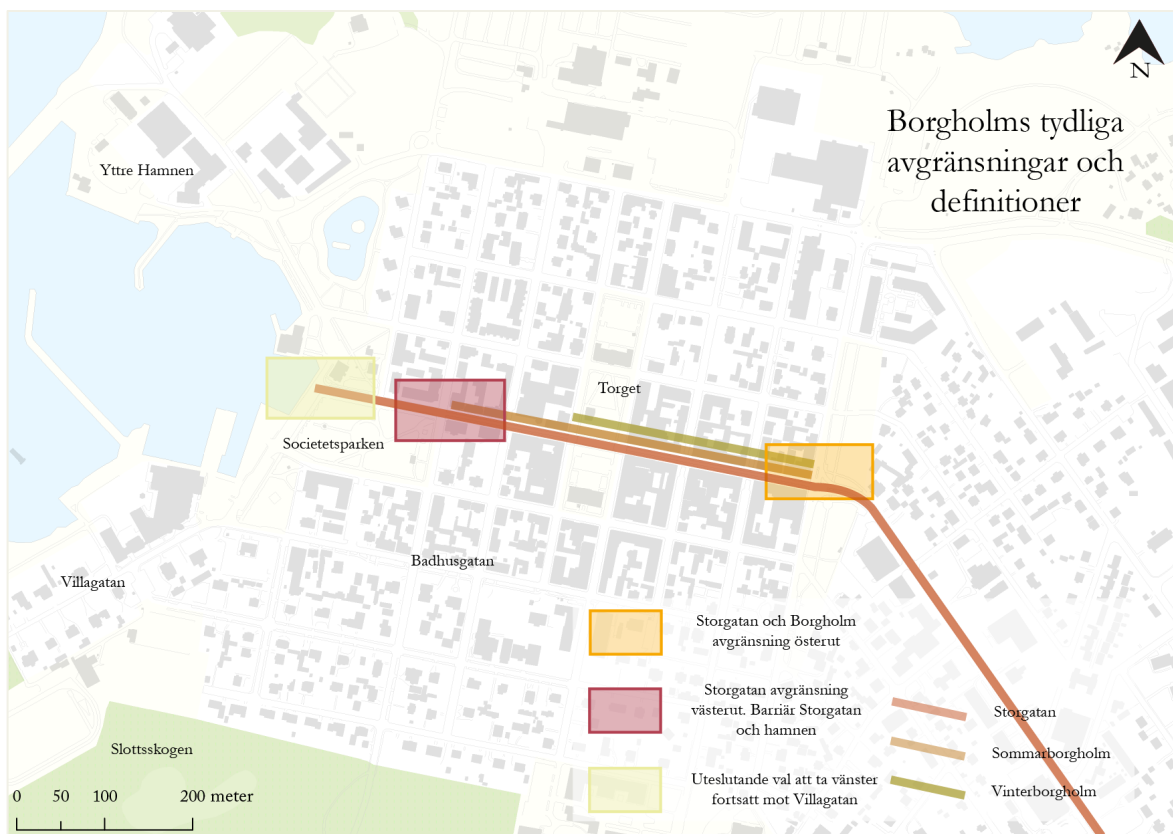 N
Borgholms tydliga
avgränsningar och
definitioner
Yttre Hamnen
Torget
Societetsparken
Badhusgatan
Villagatan
Slottsskogen
Storgatan och Borgholm
avgränsning österut
Storgatan avgränsning
västerut. Barriär Storgatan
och hamnen
Uteslutande val att ta vänster
fortsatt mot Villagatan
Storgatan
Sommarborgholm
Vinterborgholm
0 50 100 200 meter